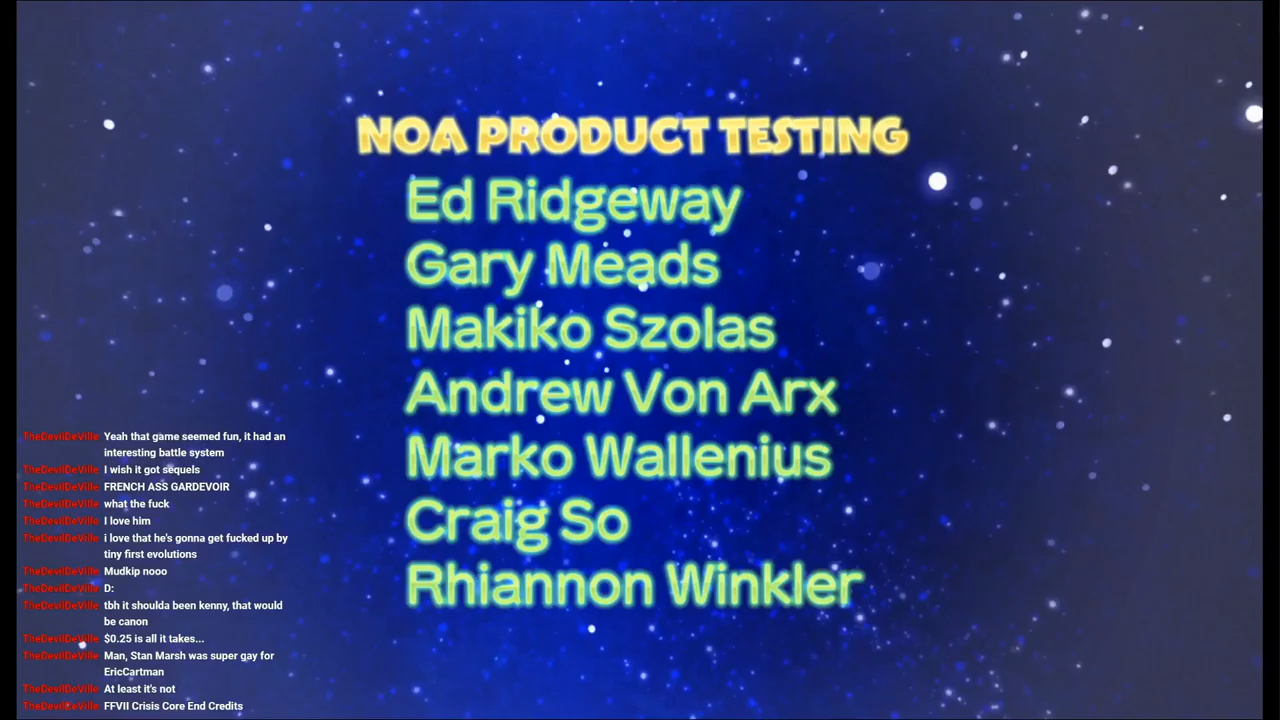 NOA PRODUCT TESTING
Ed Ridgeway
Gary Meads
Makiko Szolas
Andrew Von Arx
Marko Wallenius
Craig So
Rhiannon Winkler
TheDevilDeVille Yeah that game seemed fun, it had an
interesting battle system
TheDevilDeVille I wish it got sequels
TheDevilDeVille FRENCH ASS GARDEVOIR
TheDevilDeVille what the fuck
TheDevilDeVille I love him
TheDevilDeVille i love that he's gonna get fucked up by
tiny first evolutions
TheDevilDeVille Mudkip nooo
TheDevilDeVille D:
TheDevilDeVille tbh it shoulda been kenny, that would
be canon
TheDevilDeVille $0.25 is all it takes...
TheDevilDeVille Man, Stan Marsh was super gay for
EricCartman
TheDevilDeVille At least it's not
TheDevilDeVille FFVII Crisis Core End Credits